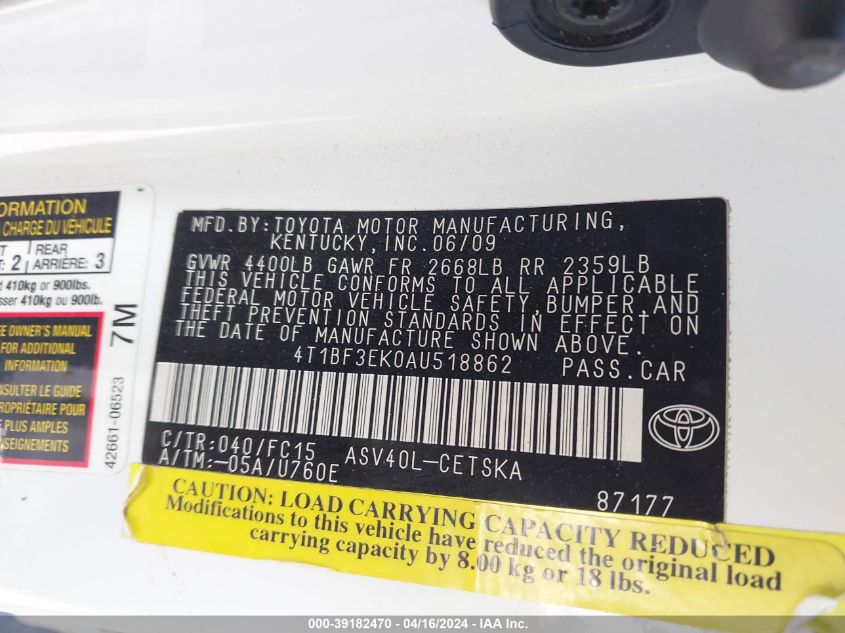 ORMATION
CHARGE DU VÉHICULE
2 REAR ARRIÈRE: 3
410kg or 900lbs.
sser 410kg ou 900lb.
E OWNER'S MANUAL
FOR ADDITIONAL
INFORMATION
NSULTER LE GUIDE
ROPRIÉTAIRE POUR
PLUS AMPLES
ENSEIGNEMENTS
7M
42661-06523
MFD.BY:TOYOTA MOTOR MANUFACTURING,
KENTUCKY,INC.06/09
GVWR 4400LB GAWR FR 2668LB RR 2359LB
THIS VEHICLE CONFORMS TO ALL APPLICABLE
FEDERAL MOTOR VEHICLE SAFETY,BUMPER,AND
THEFT PREVENTION STANDARDS IN EFFECT ON
THE DATE OF MANUFACTURE SHOWN ABOVE.
4T1BF3EK0AU518862 PASS.CAR
C/TR:040/FC15 ASV40L-CETSKA
A/TM:-05A/U760E
87177
CAUTION: LOAD CARRYING CAPACITY REDUCED
Modifications to this vehicle have reduced the original load
carrying capacity by 8.00 kg or 18 lbs.
000-39182470 - 04/16/2024 - IAA Inc.